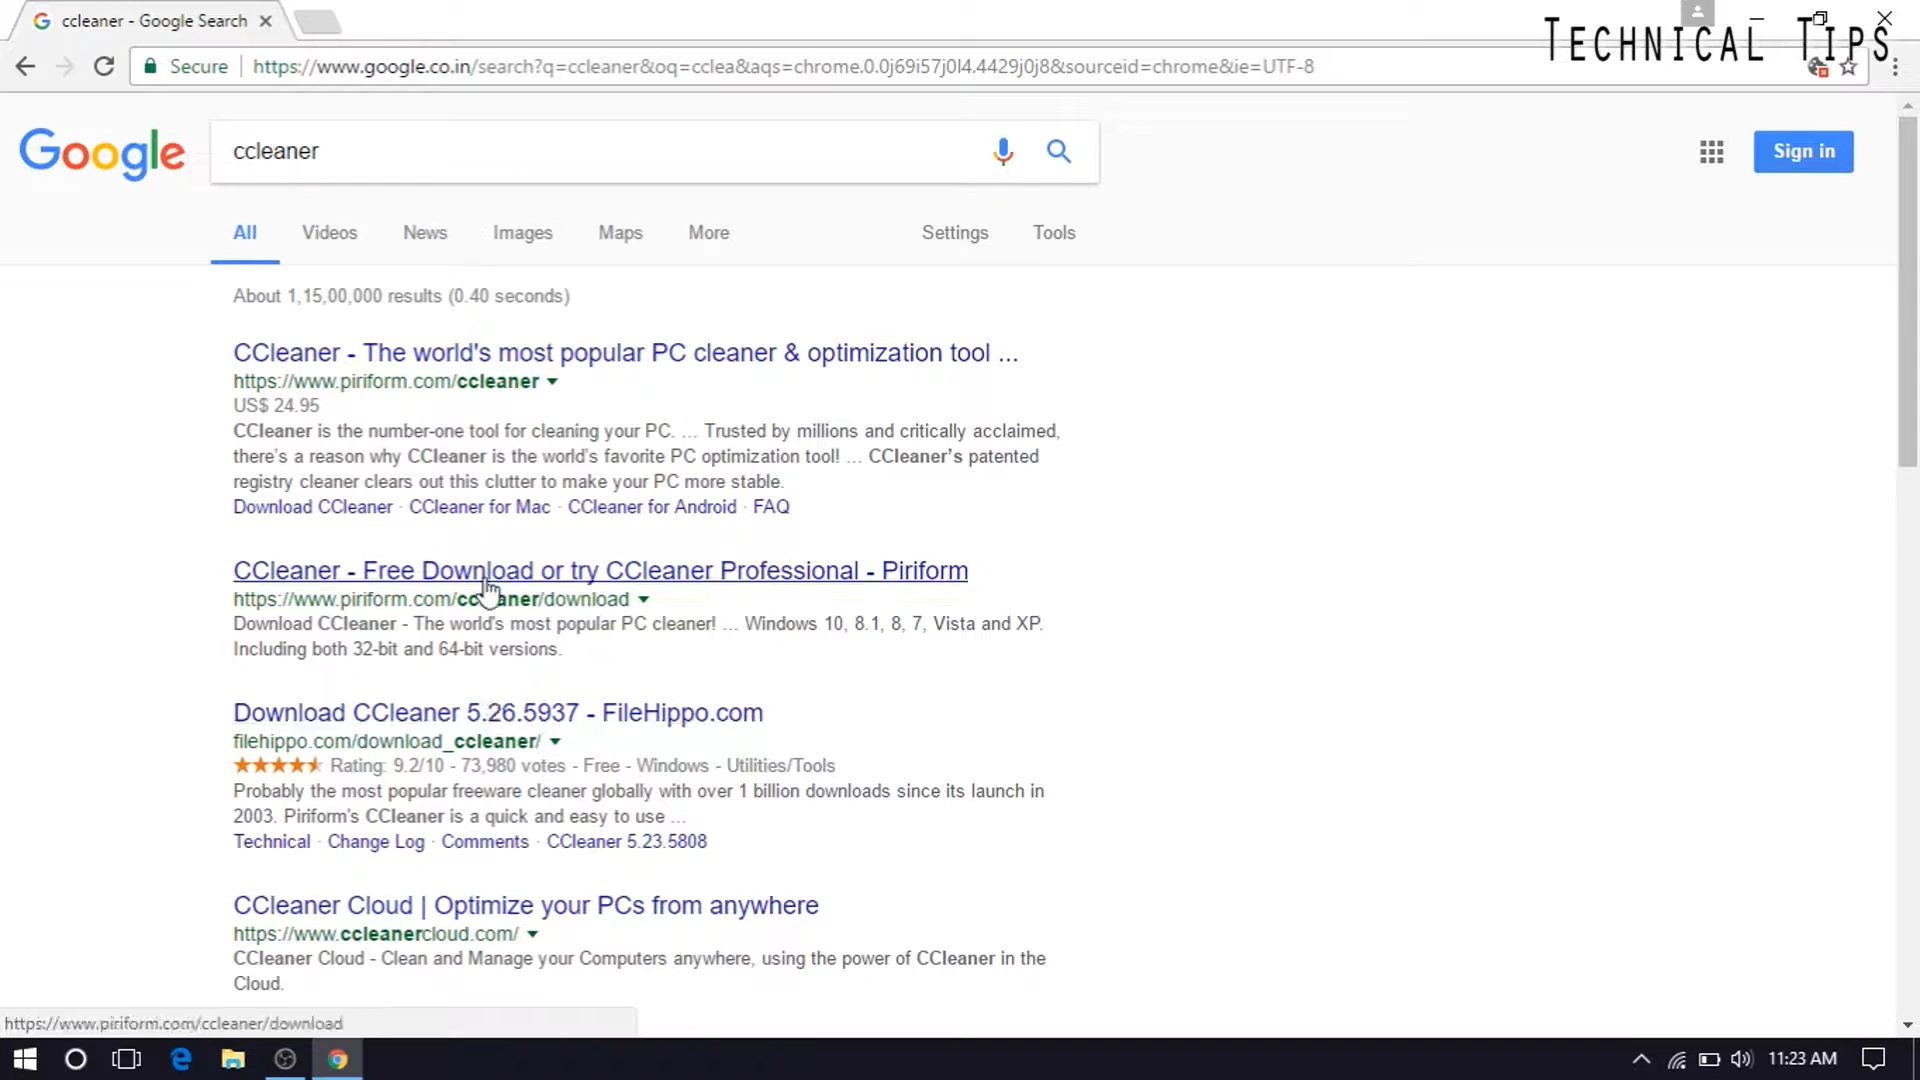 ccleaner - Google Search
TECHNICAL TIPS
Secure
https://www.google.co.in/search?q=ccleaner&oq=cclea&aqs=chrome.0.0j69i57j0l4.4429j0j8&sourceid=chrome&ie=UTF-8
Google
ccleaner
Sign in
All Videos News Images Maps More Settings Tools
About 1,15,00,000 results (0.40 seconds)
CCleaner - The world's most popular PC cleaner & optimization tool ...
https://www.piriform.com/ccleaner
US$ 24.95
CCleaner is the number-one tool for cleaning your PC. ... Trusted by millions and critically acclaimed,
there's a reason why CCleaner is the world's favorite PC optimization tool! ... CCleaner's patented
registry cleaner clears out this clutter to make your PC more stable.
Download CCleaner · CCleaner for Mac · CCleaner for Android · FAQ
CCleaner - Free Download or try CCleaner Professional - Piriform
https://www.piriform.com/ccleaner/download
Download CCleaner - The world's most popular PC cleaner! ... Windows 10, 8.1, 8, 7, Vista and XP.
Including both 32-bit and 64-bit versions.
Download CCleaner 5.26.5937 - FileHippo.com
filehippo.com/download_ccleaner/
Rating: 9.2/10 - 73,980 votes - Free - Windows - Utilities/Tools
Probably the most popular freeware cleaner globally with over 1 billion downloads since its launch in
2003. Piriform's CCleaner is a quick and easy to use ...
Technical · Change Log · Comments · CCleaner 5.23.5808
CCleaner Cloud | Optimize your PCs from anywhere
https://www.ccleanercloud.com/
CCleaner Cloud - Clean and Manage your Computers anywhere, using the power of CCleaner in the
Cloud.
https://www.piriform.com/ccleaner/download
11:23 AM